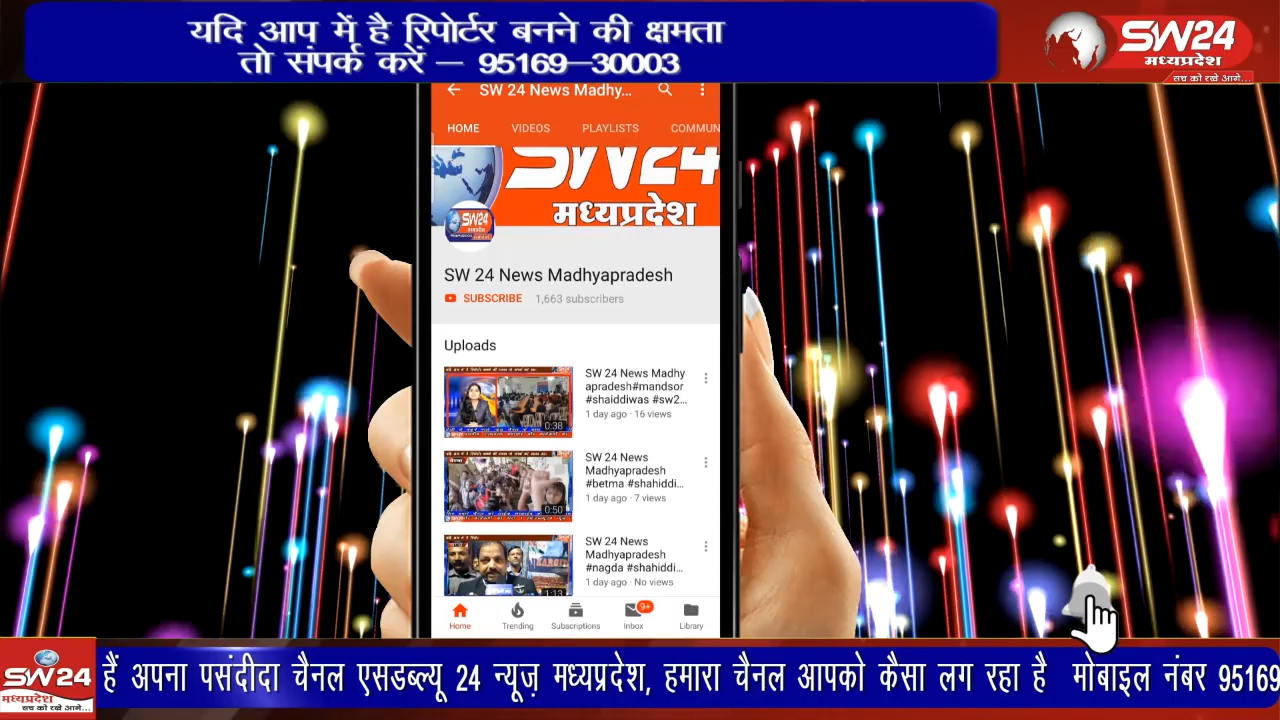 यदि आप में है रिपोर्टर बनने की क्षमता
तो संपर्क करें – 95169–30003
SW24
मध्यप्रदेश
सच को रखे आगे...
SW 24 News Madhy...
HOME VIDEOS PLAYLISTS COMMUN
SW24
मध्यप्रदेश
SW24
SW 24 News Madhyapradesh
SUBSCRIBE 1,663 subscribers
Uploads
SW 24 News Madhy
apradesh#mandsor
#shaiddiwas #sw2...
1 day ago · 16 views
0:38
SW 24 News
Madhyapradesh
#betma #shahiddi...
1 day ago · 7 views
0:50
SW 24 News
Madhyapradesh
#nagda #shahiddi...
1 day ago · No views
1:13
9+
Home Trending Subscriptions Inbox Library
SW24
मध्यप्रदेश
सच को रखे आगे...
हैं अपना पसंदीदा चैनल एसडब्ल्यू 24 न्यूज़ मध्यप्रदेश, हमारा चैनल आपको कैसा लग रहा है मोबाइल नंबर 95169